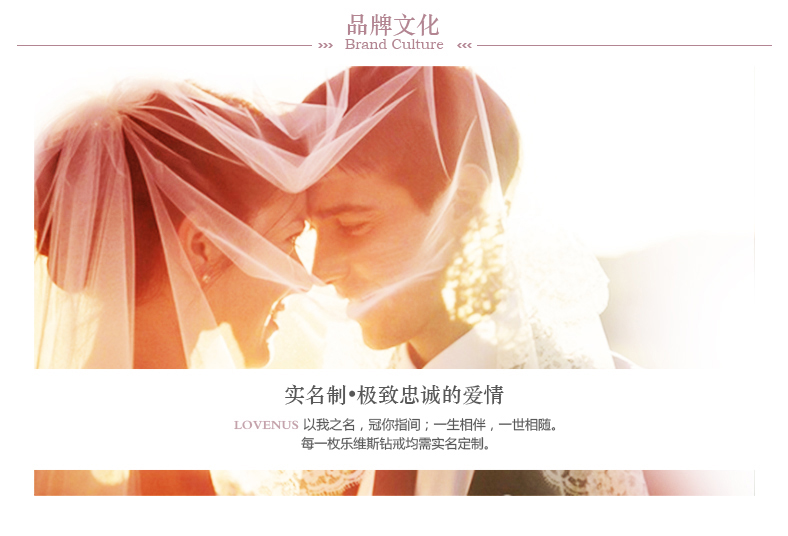 品牌文化
››› Brand Culture ‹‹‹
实名制•极致忠诚的爱情
LOVENUS 以我之名，冠你指间；一生相伴，一世相随。
每一枚乐维斯钻戒均需实名定制。